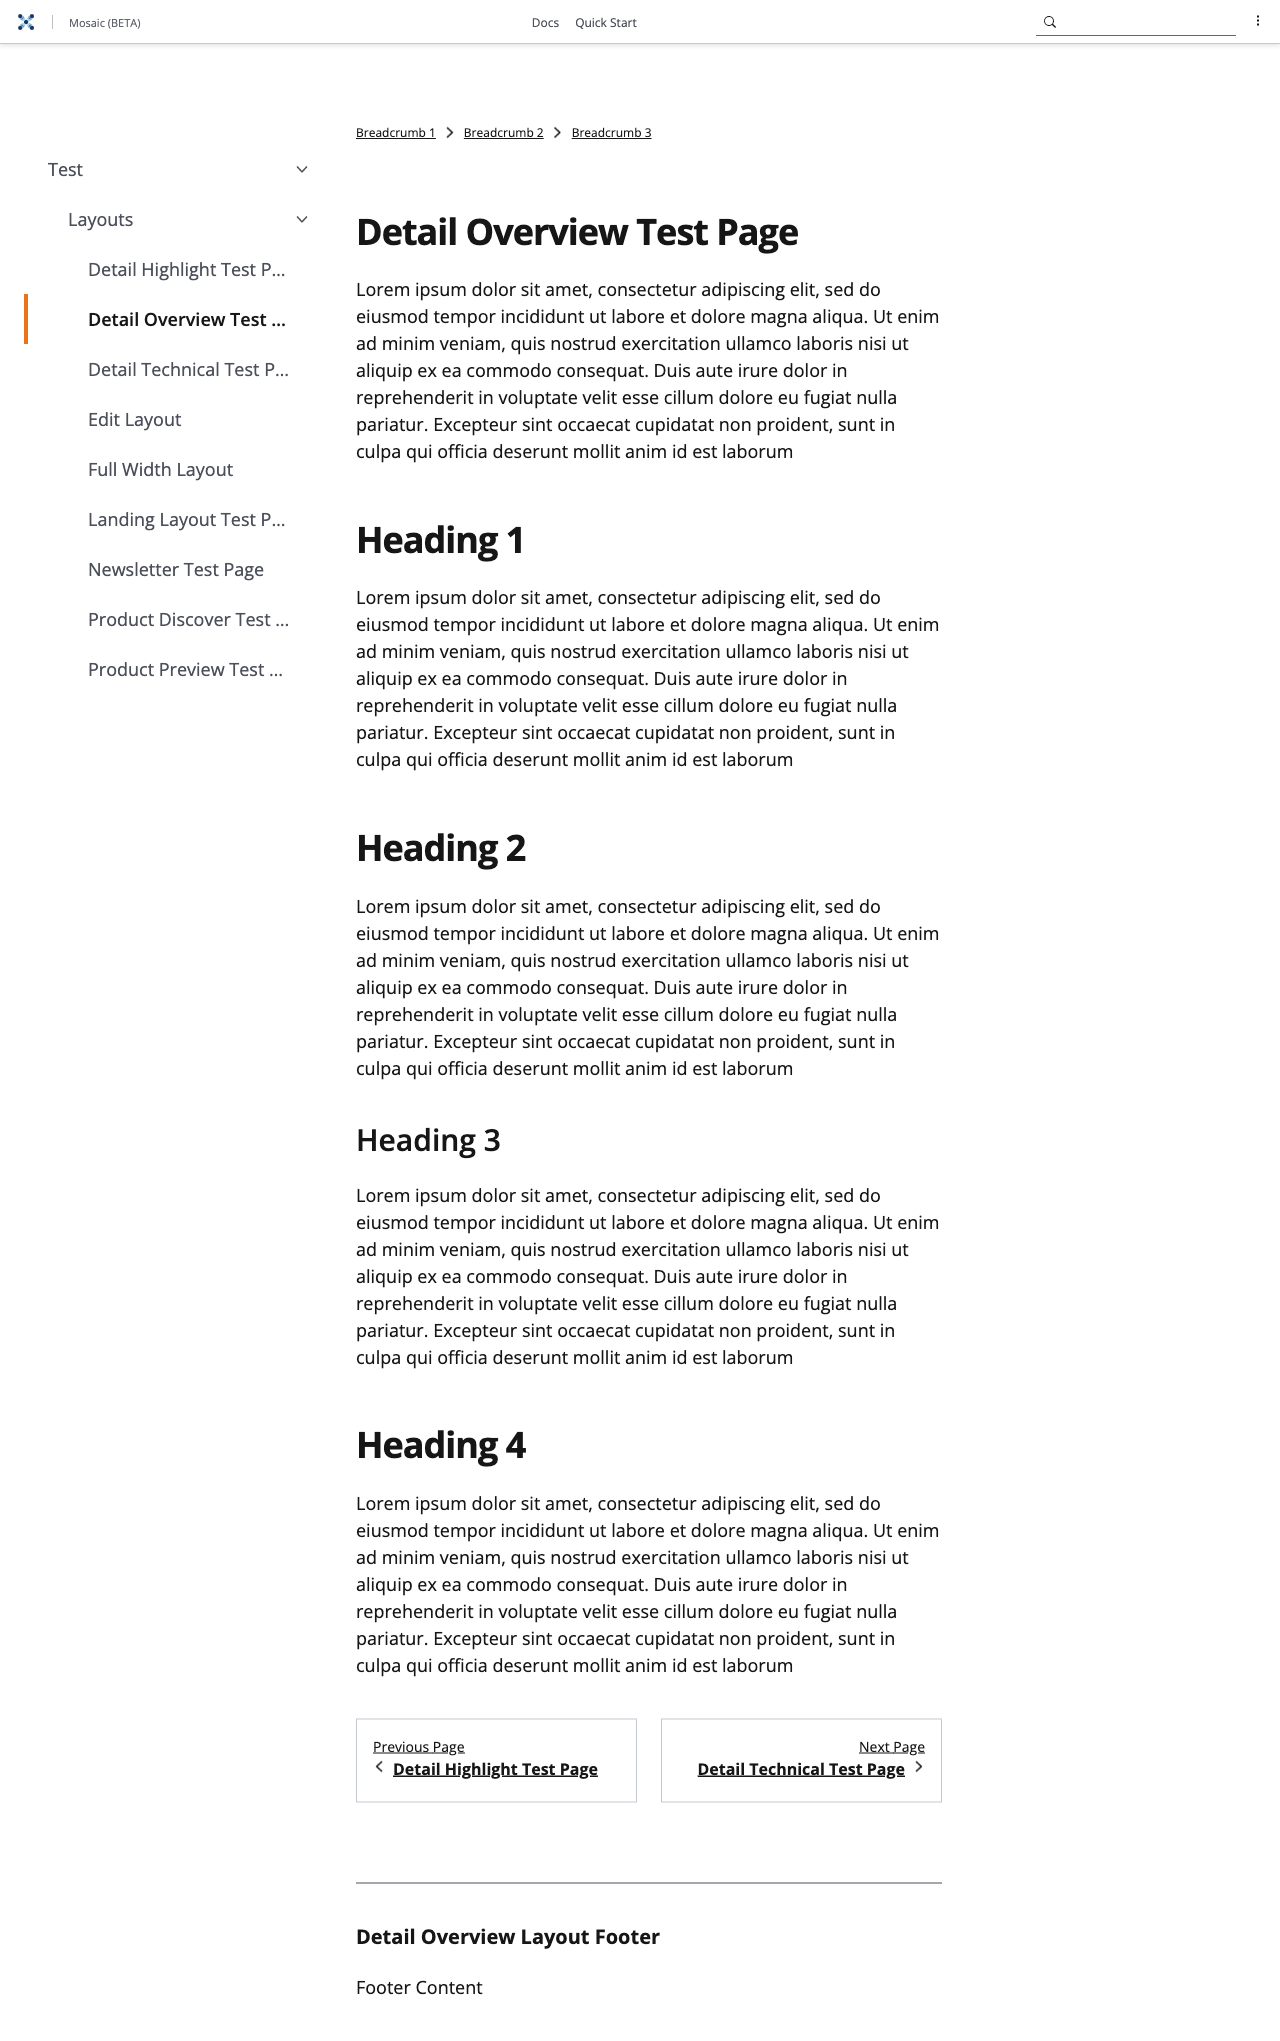 Mosaic (BETA)
Docs
Quick Start
Breadcrumb 1
Breadcrumb 2
Breadcrumb 3
Test
Layouts
Detail Highlight Test P...
Detail Overview Test ...
Detail Technical Test P...
Edit Layout
Full Width Layout
Landing Layout Test P...
Newsletter Test Page
Product Discover Test ...
Product Preview Test ...
Detail Overview Test Page
Lorem ipsum dolor sit amet, consectetur adipiscing elit, sed do
eiusmod tempor incididunt ut labore et dolore magna aliqua. Ut enim
ad minim veniam, quis nostrud exercitation ullamco laboris nisi ut
aliquip ex ea commodo consequat. Duis aute irure dolor in
reprehenderit in voluptate velit esse cillum dolore eu fugiat nulla
pariatur. Excepteur sint occaecat cupidatat non proident, sunt in
culpa qui officia deserunt mollit anim id est laborum
Heading 1
Lorem ipsum dolor sit amet, consectetur adipiscing elit, sed do
eiusmod tempor incididunt ut labore et dolore magna aliqua. Ut enim
ad minim veniam, quis nostrud exercitation ullamco laboris nisi ut
aliquip ex ea commodo consequat. Duis aute irure dolor in
reprehenderit in voluptate velit esse cillum dolore eu fugiat nulla
pariatur. Excepteur sint occaecat cupidatat non proident, sunt in
culpa qui officia deserunt mollit anim id est laborum
Heading 2
Lorem ipsum dolor sit amet, consectetur adipiscing elit, sed do
eiusmod tempor incididunt ut labore et dolore magna aliqua. Ut enim
ad minim veniam, quis nostrud exercitation ullamco laboris nisi ut
aliquip ex ea commodo consequat. Duis aute irure dolor in
reprehenderit in voluptate velit esse cillum dolore eu fugiat nulla
pariatur. Excepteur sint occaecat cupidatat non proident, sunt in
culpa qui officia deserunt mollit anim id est laborum
Heading 3
Lorem ipsum dolor sit amet, consectetur adipiscing elit, sed do
eiusmod tempor incididunt ut labore et dolore magna aliqua. Ut enim
ad minim veniam, quis nostrud exercitation ullamco laboris nisi ut
aliquip ex ea commodo consequat. Duis aute irure dolor in
reprehenderit in voluptate velit esse cillum dolore eu fugiat nulla
pariatur. Excepteur sint occaecat cupidatat non proident, sunt in
culpa qui officia deserunt mollit anim id est laborum
Heading 4
Lorem ipsum dolor sit amet, consectetur adipiscing elit, sed do
eiusmod tempor incididunt ut labore et dolore magna aliqua. Ut enim
ad minim veniam, quis nostrud exercitation ullamco laboris nisi ut
aliquip ex ea commodo consequat. Duis aute irure dolor in
reprehenderit in voluptate velit esse cillum dolore eu fugiat nulla
pariatur. Excepteur sint occaecat cupidatat non proident, sunt in
culpa qui officia deserunt mollit anim id est laborum
Previous Page
Detail Highlight Test Page
Next Page
Detail Technical Test Page
Detail Overview Layout Footer
Footer Content